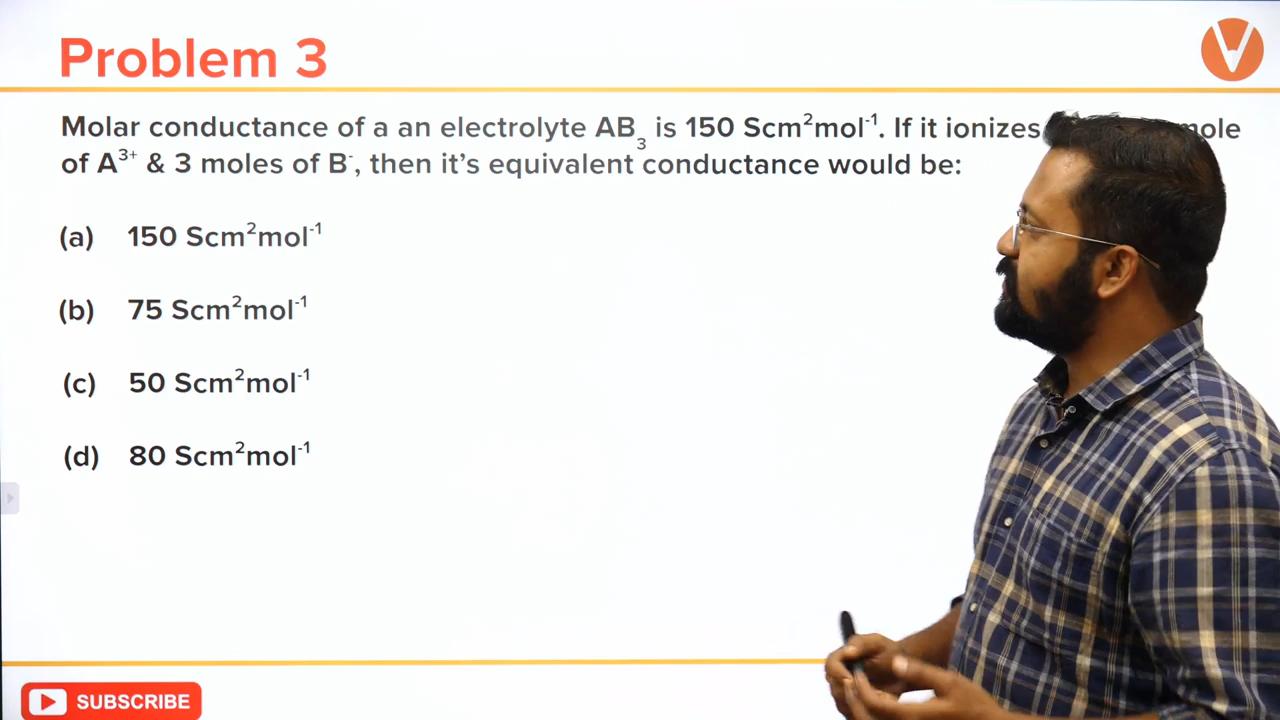 Problem 3
Molar conductance of a an electrolyte AB₃ is 150 Scm²mol⁻¹. If it ionizes mole
of A³⁺ & 3 moles of B⁻, then it’s equivalent conductance would be:
(a) 150 Scm²mol⁻¹
(b) 75 Scm²mol⁻¹
(c) 50 Scm²mol⁻¹
(d) 80 Scm²mol⁻¹
SUBSCRIBE